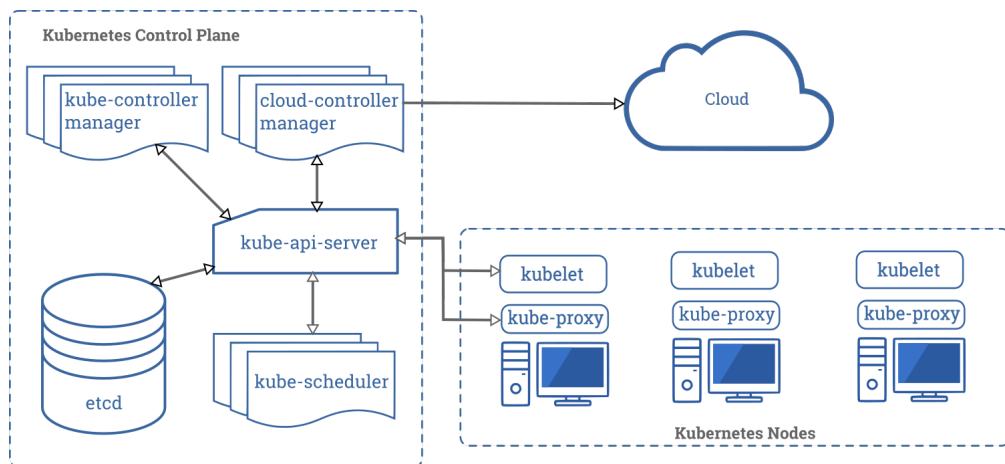 Kubernetes Control Plane
kube-controller
manager
cloud-controller
manager
Cloud
kube-api-server
etcd
kube-scheduler
kubelet
kube-proxy
kubelet
kube-proxy
kubelet
kube-proxy
Kubernetes Nodes